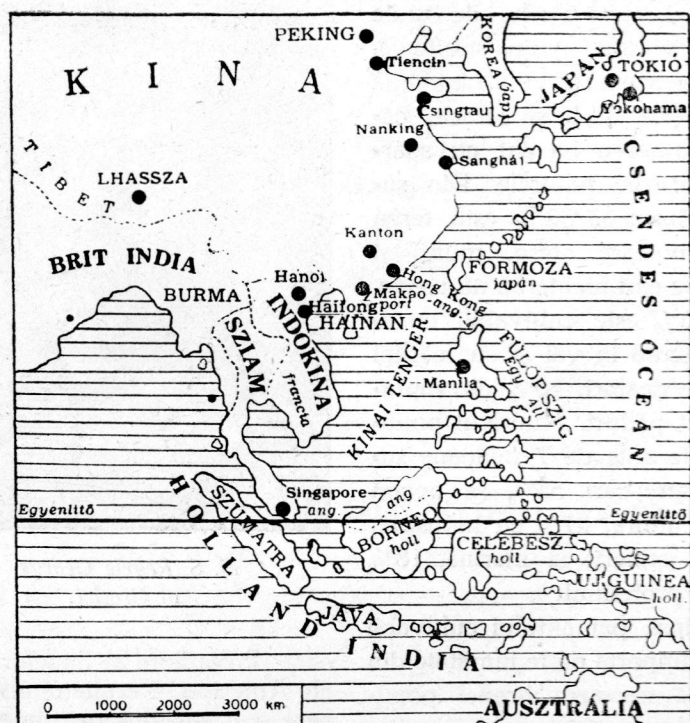 PEKING
KINA
Tiencin
KOREA (Jap)
JAPÁN
TOKIÓ
Yokohama
Csingtau
Nanking
Sanghái
CSENDES ÓCEÁN
TIBET
LHASSZA
Kanton
BRIT INDIA
BURMA
Hanoi
Hong Kong
ang.
Makao
port
FORMOZA
japán
Haifong
HAINAN
INDOKINA
francia
SZIAM
KINAI TENGER
Manila
FÜLÖPSZIG
Egy Áll
Singapore
ang.
Egyenlítő
Egyenlítő
HOLLAND INDIA
SZUMATRA
ang
BORNEO
holl
CELEBESZ
holl.
UJ GUINEA
holl.
JÁVA
AUSZTRÁLIA
0 1000 2000 3000 KM